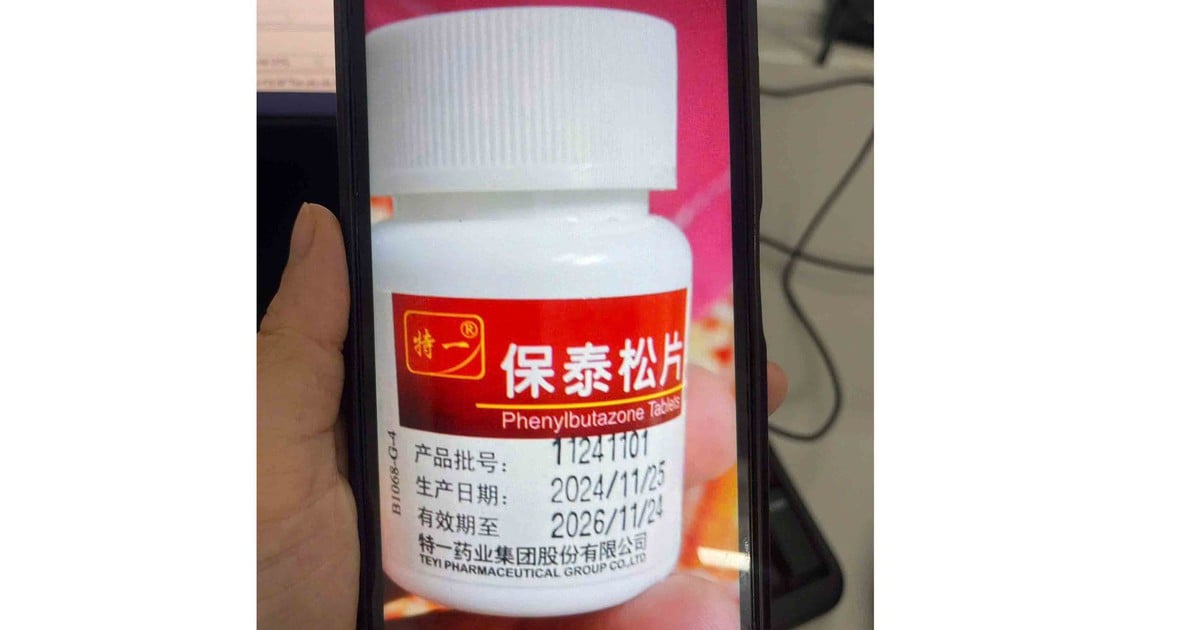 特一®
保泰松片
Phenylbutazone Tablets
产品批号： 11241101
生产日期： 2024/11/25
有效期至 2026/11/24
特一药业集团股份有限公司
TEYI PHARMACEUTICAL GROUP CO.,LTD.
B1068-G-4